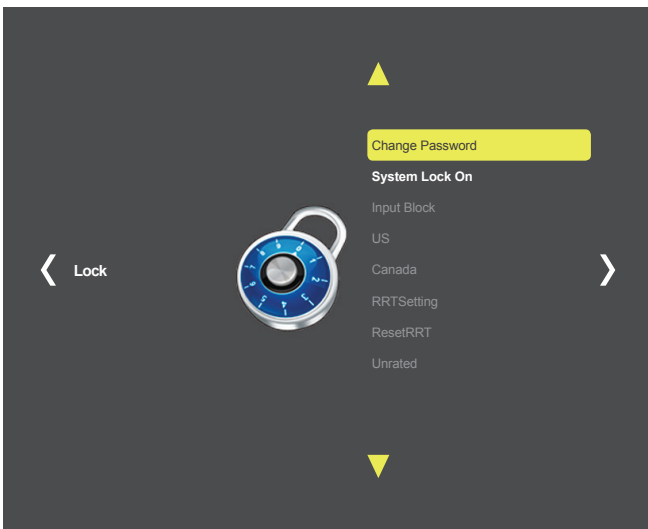 Change Password
System Lock On
Input Block
US
Lock
Canada
RRTSetting
ResetRRT
Unrated